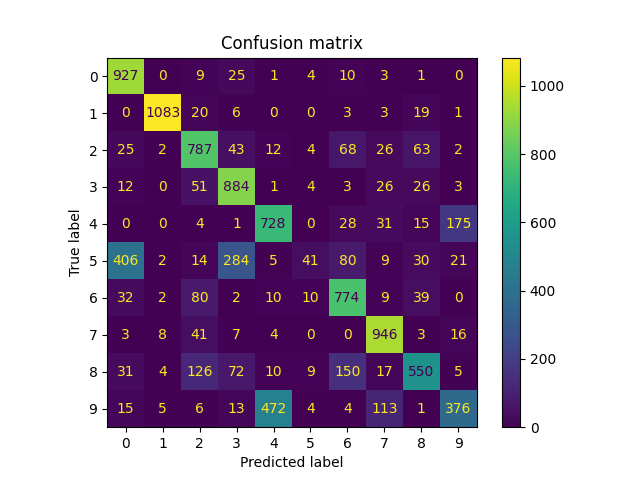 Confusion matrix
0 927 0 9 25 1 4 10 3 1 0
1 0 1083 20 6 0 0 3 3 19 1
2 25 2 787 43 12 4 68 26 63 2
3 12 0 51 884 1 4 3 26 26 3
4 0 0 4 1 728 0 28 31 15 175
5 406 2 14 284 5 41 80 9 30 21
6 32 2 80 2 10 10 774 9 39 0
7 3 8 41 7 4 0 0 946 3 16
8 31 4 126 72 10 9 150 17 550 5
9 15 5 6 13 472 4 4 113 1 376
0 1 2 3 4 5 6 7 8 9
Predicted label
True label
1000
800
600
400
200
0